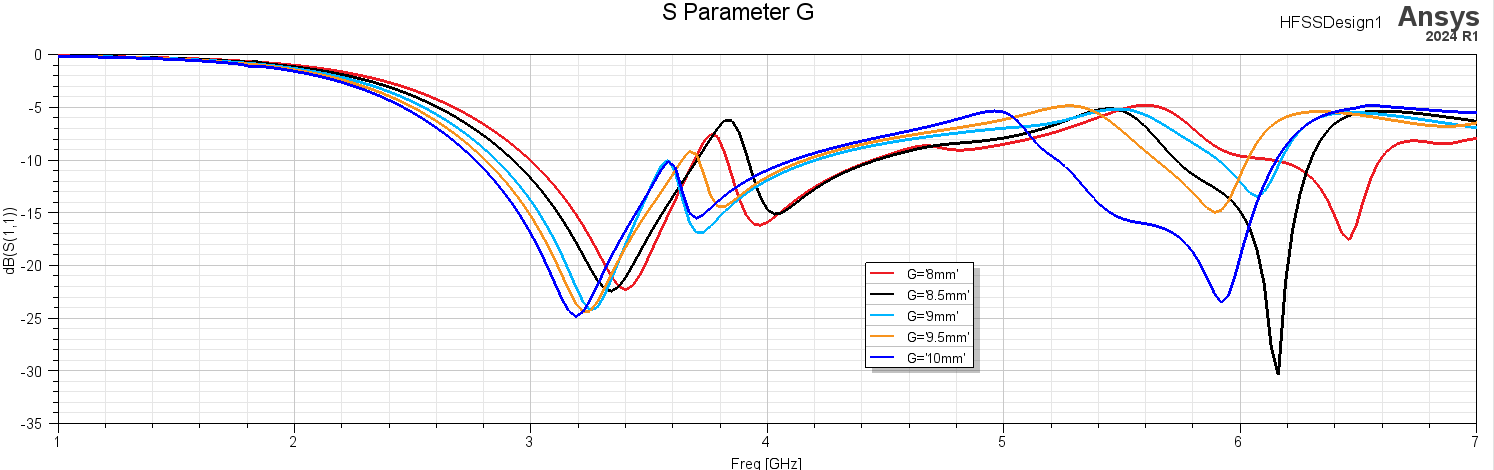 S Parameter G
HFSSDesign1
Ansys
2024 R1
0
-5
-10
-15
-20
-25
-30
-35
dB(S(1,1))
G='8mm'
G='8.5mm'
G='9mm'
G='9.5mm'
G='10mm'
1
2
3
4
5
6
7
Freq [GHz]